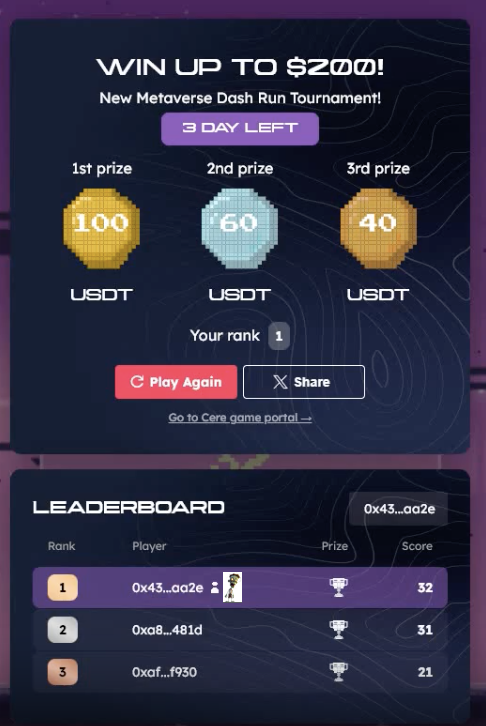 WIN UP TO $200!
New Metaverse Dash Run Tournament!
3 DAY LEFT
1st prize 2nd prize 3rd prize
100 60 40
USDT USDT USDT
Your rank 1
Play Again Share
Go to Cere game portal →
LEADERBOARD 0x43...aa2e
Rank Player Prize Score
1 0x43...aa2e 32
2 0xa8...481d 31
3 0xaf...f930 21